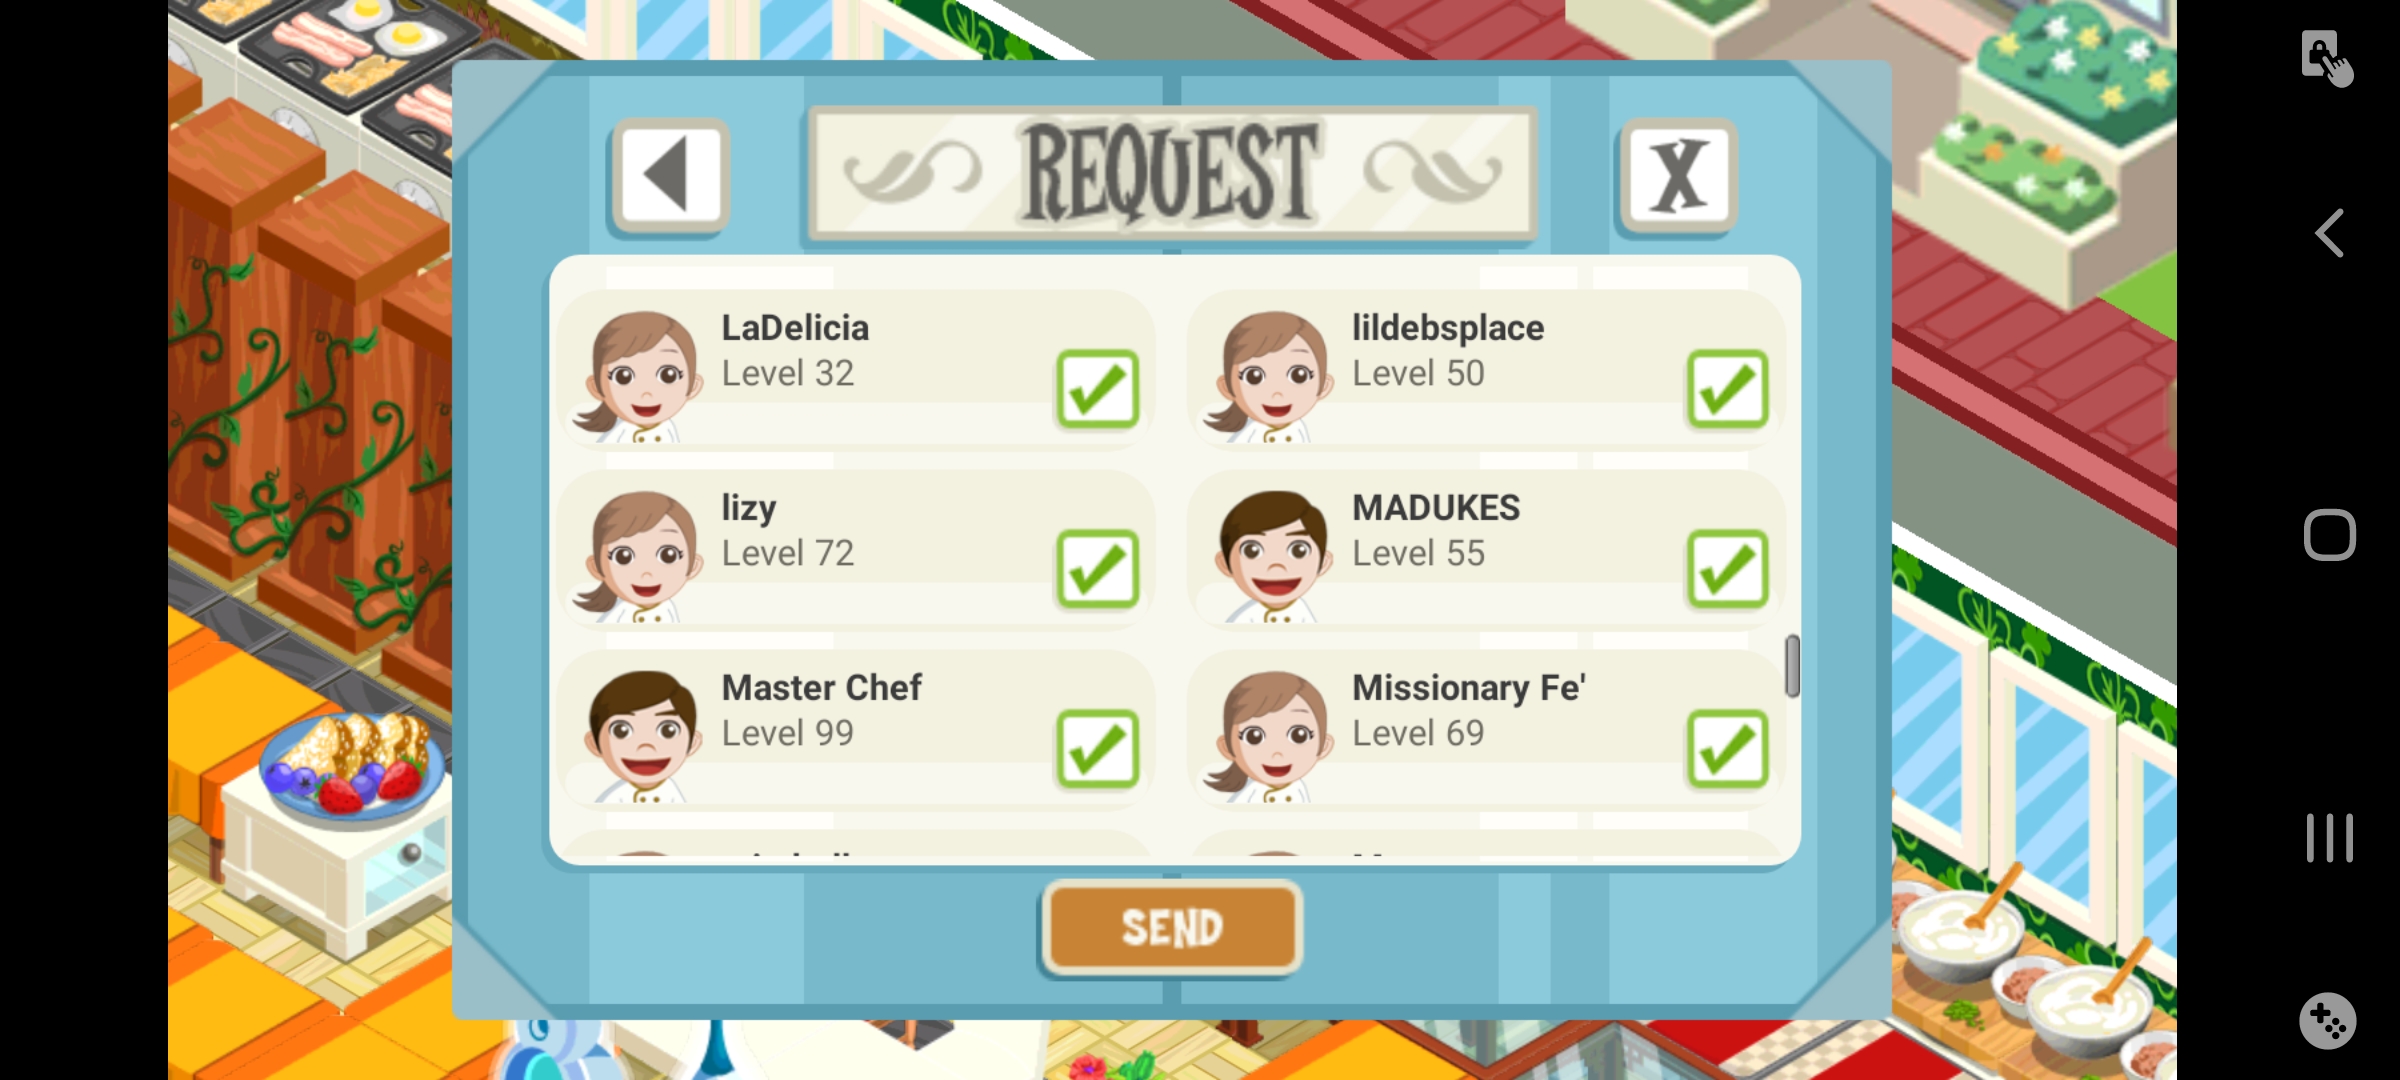 REQUEST
X
LaDelicia
Level 32
lildebsplace
Level 50
lizy
Level 72
MADUKES
Level 55
Master Chef
Level 99
Missionary Fe'
Level 69
SEND